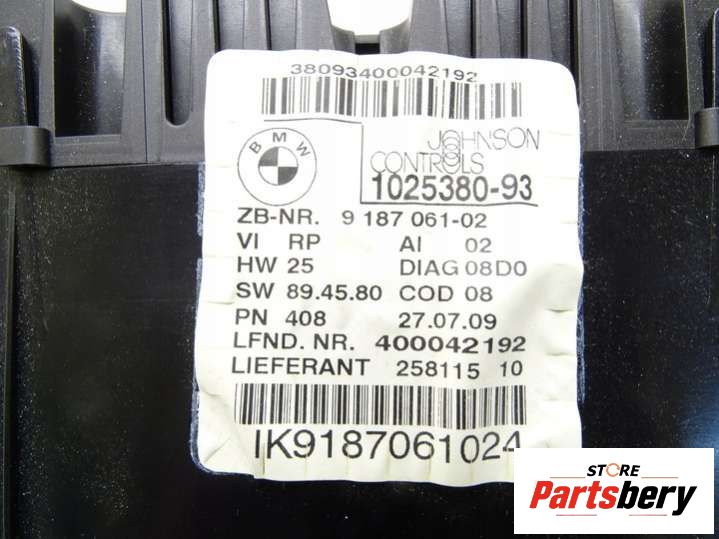 38093400042192
BMW
JOHNSON
CONTROLS
1025380-93
ZB-NR. 9 187 061-02
VI RP AI 02
HW 25 DIAG 08D0
SW 89.45.80 COD 08
PN 408 27.07.09
LFND. NR. 400042192
LIEFERANT 258115 10
IK9187061024
STORE
Partsbery